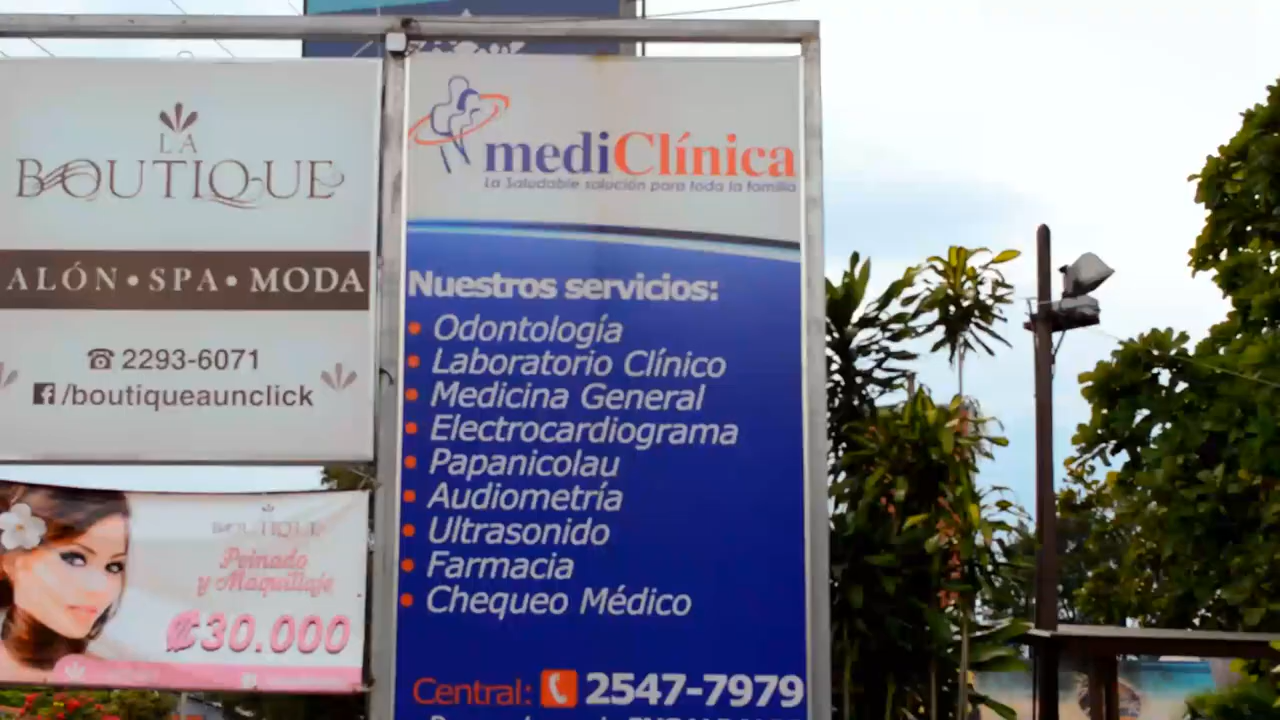 LA
BOUTIQUE
ALÓN • SPA • MODA
☎ 2293-6071
/boutiqueaunclick
BOUTIQUE
Peinado
y Maquillaje
₡30.000
mediClínica
La Saludable solución para toda la familia
Nuestros servicios:
• Odontología
• Laboratorio Clínico
• Medicina General
• Electrocardiograma
• Papanicolau
• Audiometría
• Ultrasonido
• Farmacia
• Chequeo Médico
Central: 2547-7979